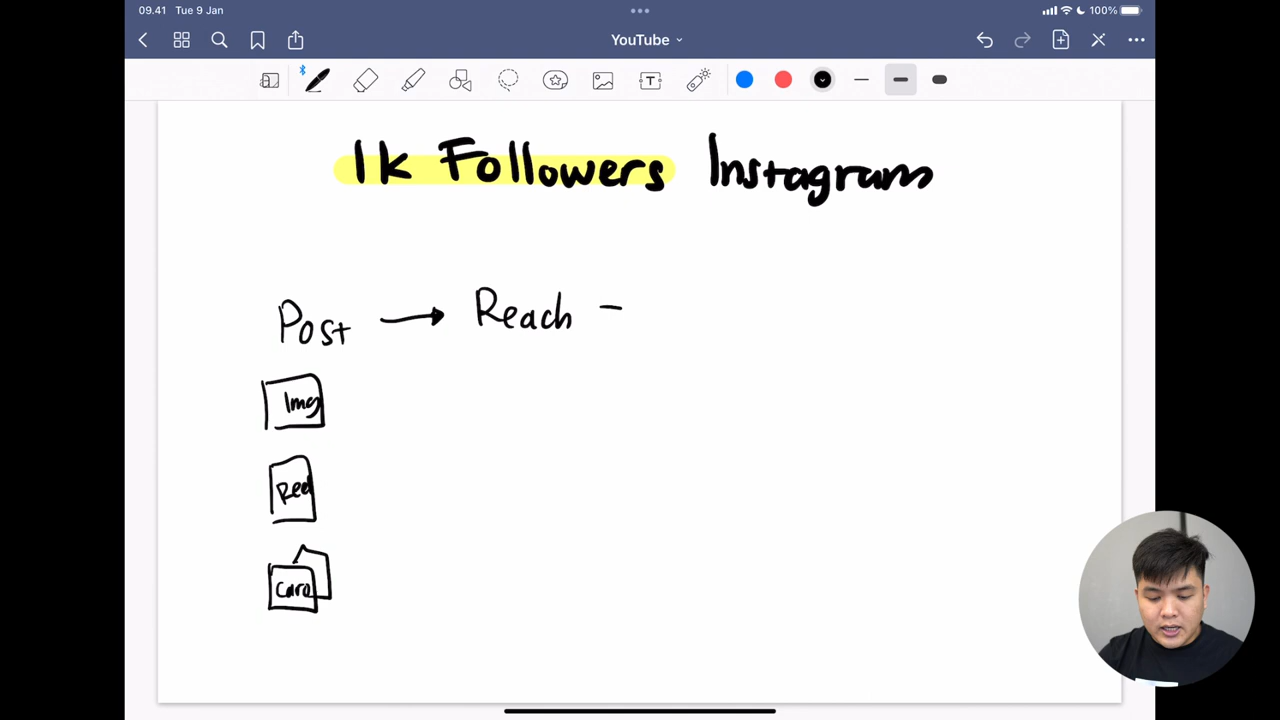 09.41 Tue 9 Jan
100%
YouTube
T
1k Followers Instagram
Post → Reach -
Img
Reel
Caro